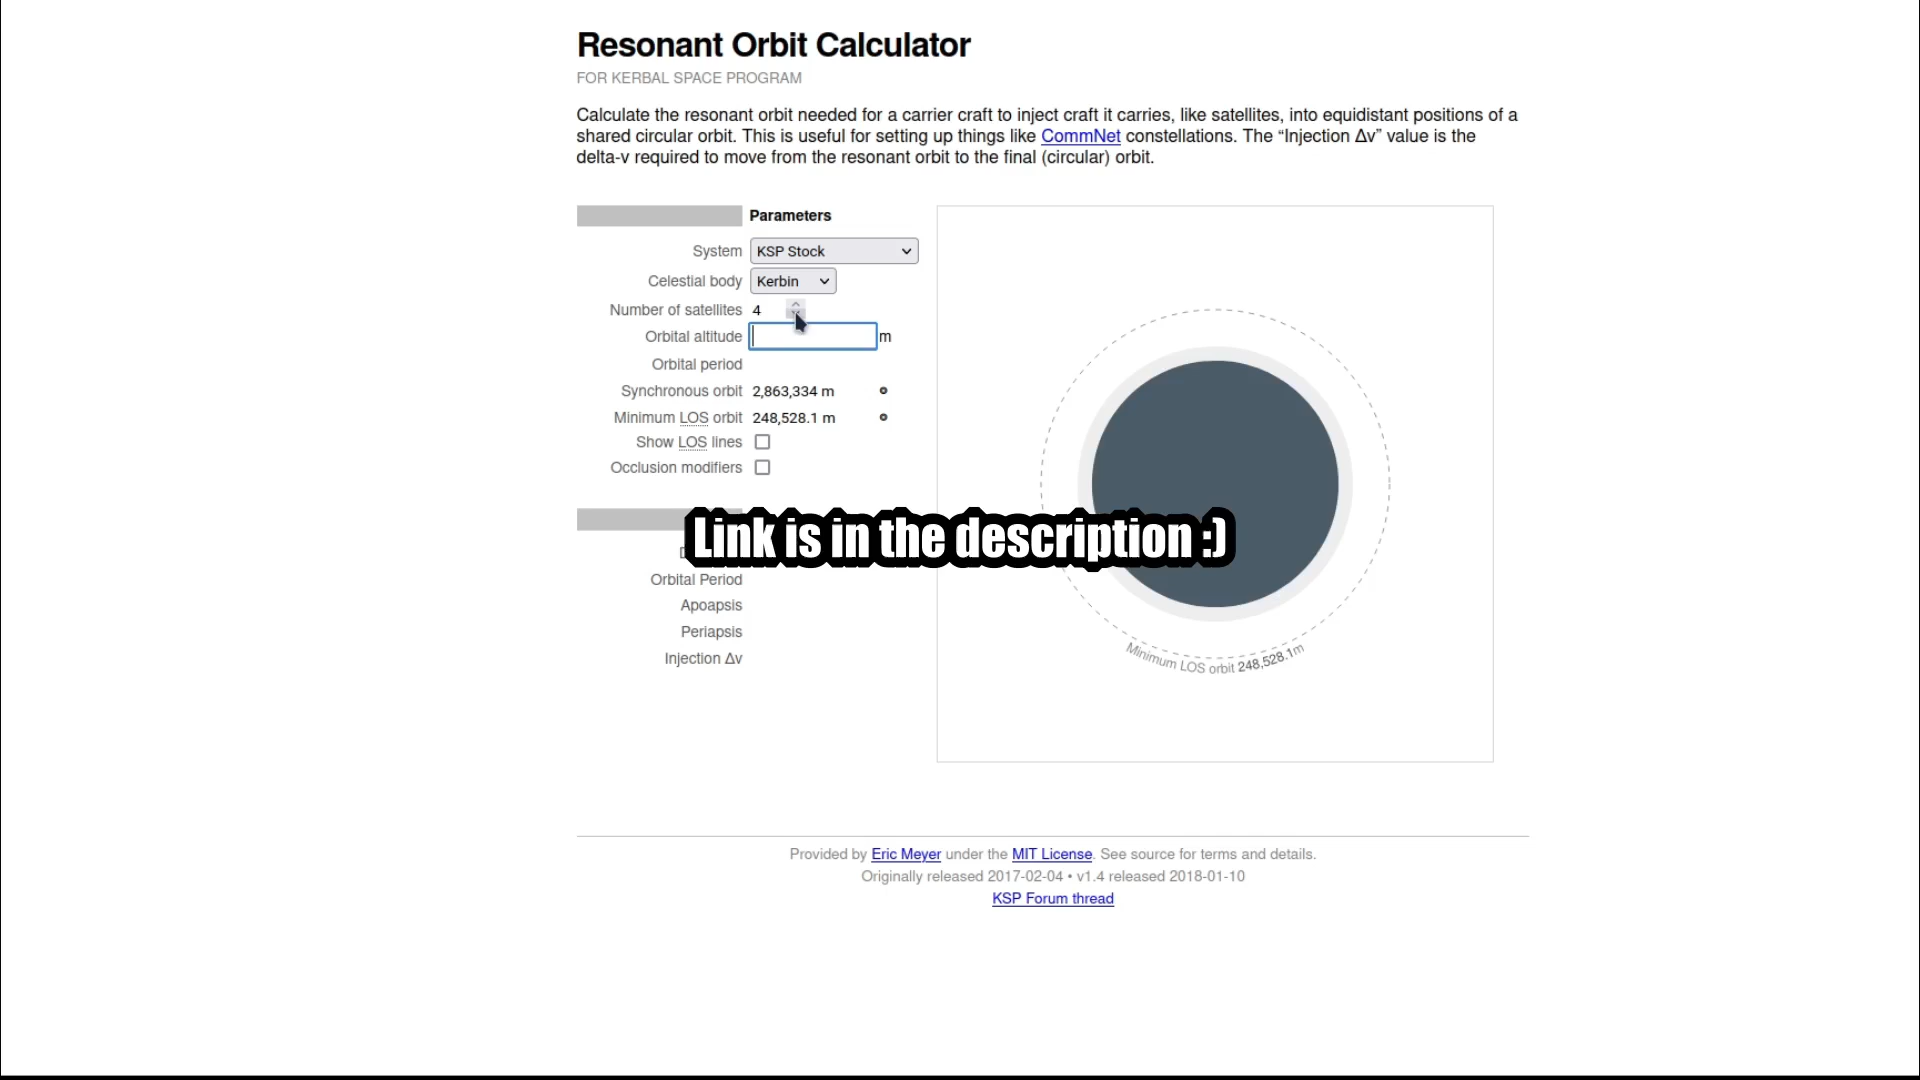 Resonant Orbit Calculator
FOR KERBAL SPACE PROGRAM
Calculate the resonant orbit needed for a carrier craft to inject craft it carries, like satellites, into equidistant positions of a
shared circular orbit. This is useful for setting up things like CommNet constellations. The “Injection Δv” value is the
delta-v required to move from the resonant orbit to the final (circular) orbit.
Parameters
System KSP Stock
Celestial body Kerbin
Number of satellites 4
Orbital altitude m
Orbital period
Synchronous orbit 2,863,334 m
Minimum LOS orbit 248,528.1 m
Show LOS lines
Occlusion modifiers
Link is in the description :)
Orbital Period
Apoapsis
Periapsis
Injection Δv
Minimum LOS orbit 248,528.1m
Provided by Eric Meyer under the MIT License. See source for terms and details.
Originally released 2017-02-04 • v1.4 released 2018-01-10
KSP Forum thread